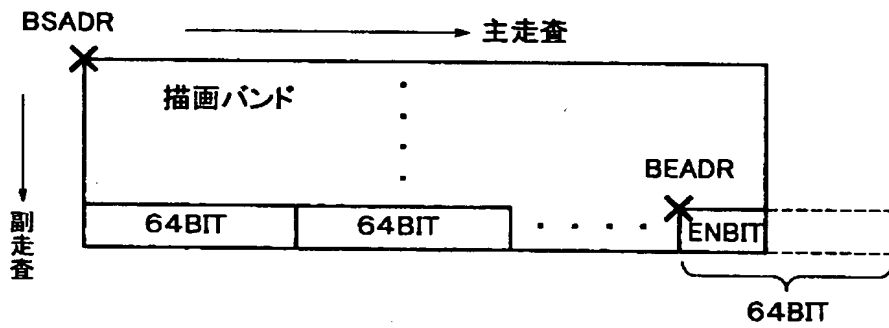 BSADR
主走査
描画バンド
BEADR
副走査
64BIT 64BIT ・・・・ ENBIT
64BIT